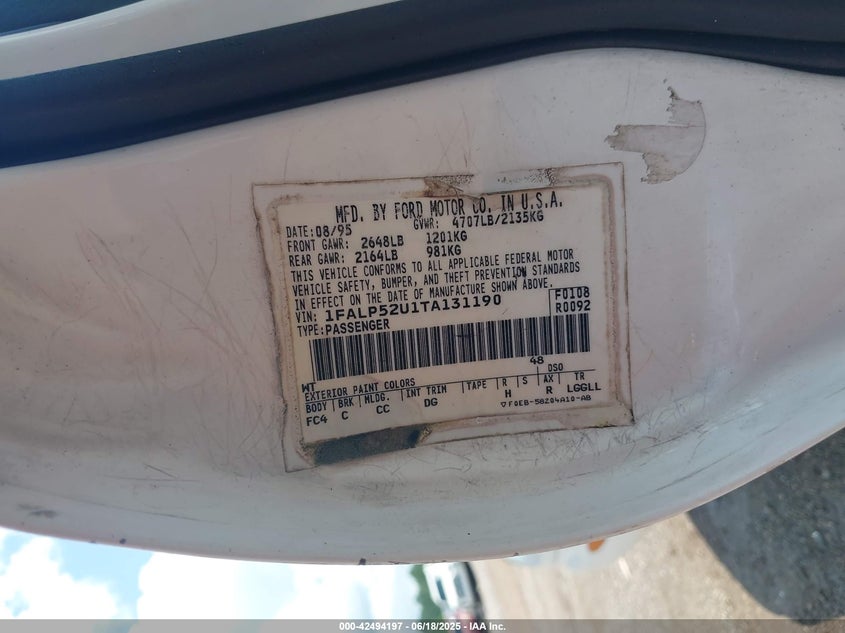 MFD. BY FORD MOTOR CO. IN U.S.A.
DATE: 08/95 GVWR: 4707LB/2135KG
FRONT GAWR: 2648LB 1201KG
REAR GAWR: 2164LB 981KG
THIS VEHICLE CONFORMS TO ALL APPLICABLE FEDERAL MOTOR
VEHICLE SAFETY, BUMPER, AND THEFT PREVENTION STANDARDS
IN EFFECT ON THE DATE OF MANUFACTURE SHOWN ABOVE.
VIN: 1FALP52U1TA131190 F0108
TYPE: PASSENGER R0092
WT 48
EXTERIOR PAINT COLORS DSO
BODY BRK MLDG. INT TRIM TAPE R S AX TR
FC4 C CC DG H R LGGLL
▽F0EB-58204A10-AB
000-42494197 - 06/18/2025 - IAA Inc.